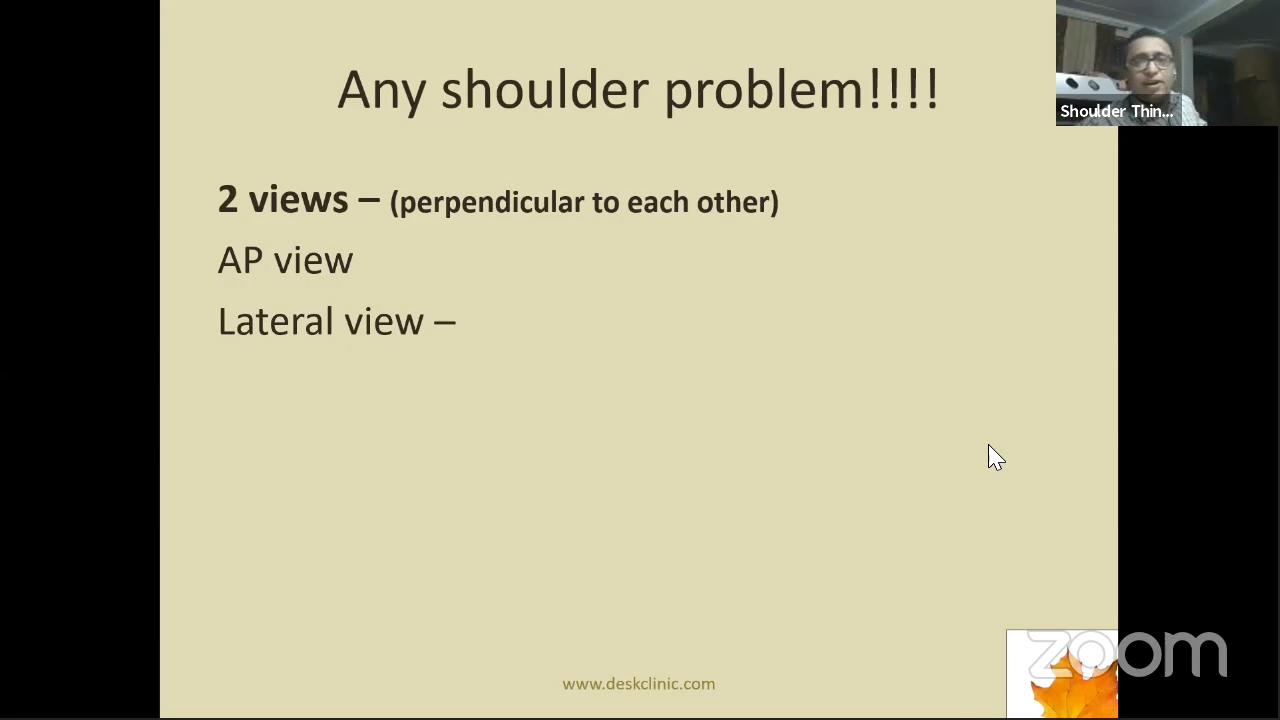 Any shoulder problem!!!!
Shoulder Thin...
2 views – (perpendicular to each other)
AP view
Lateral view –
www.deskclinic.com
zoom